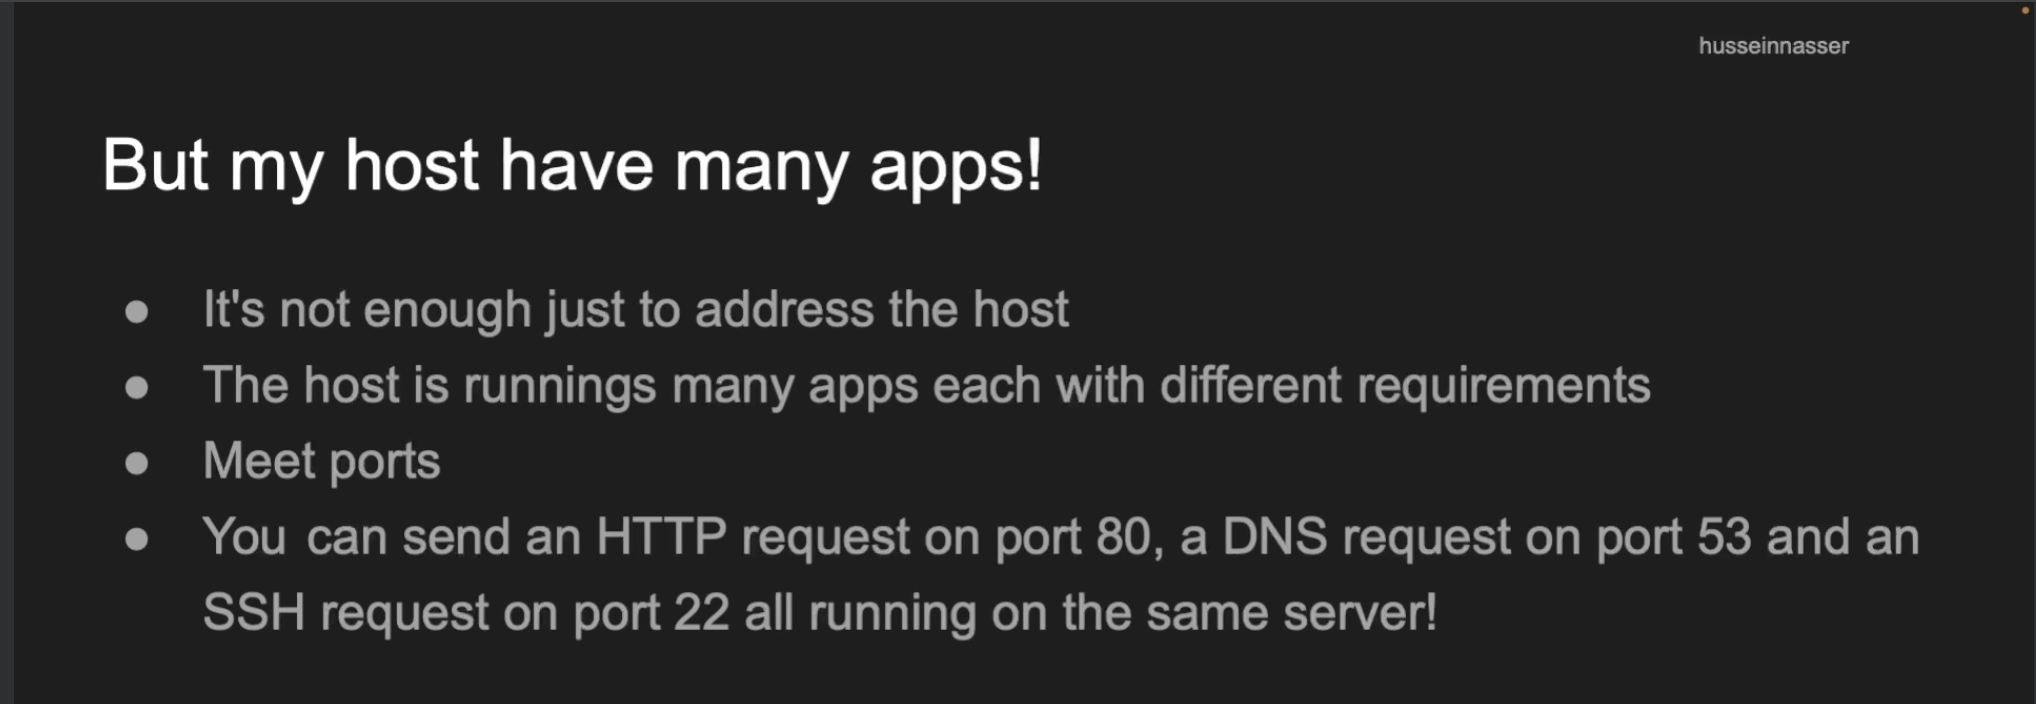 husseinnasser
But my host have many apps!
● It's not enough just to address the host
● The host is runnings many apps each with different requirements
● Meet ports
● You can send an HTTP request on port 80, a DNS request on port 53 and an
SSH request on port 22 all running on the same server!